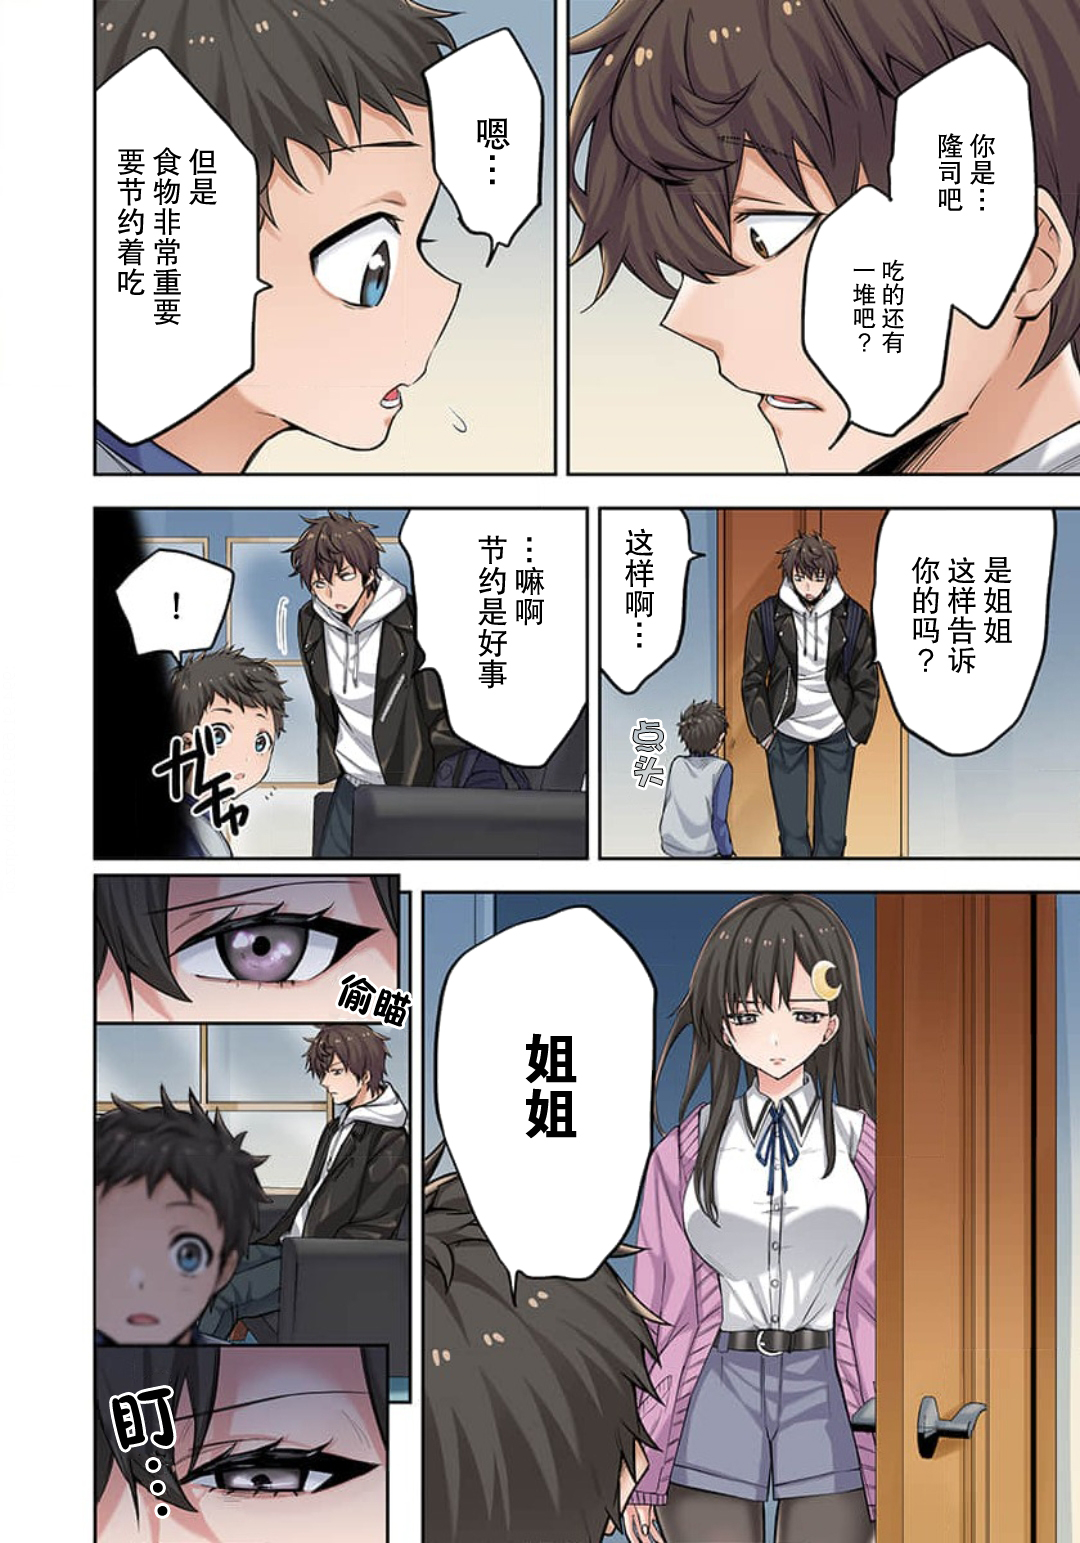 你是…
隆司吧
吃的还有
一堆吧？
嗯…
但是
食物非常重要
要节约着吃
是姐姐
这样告诉
你的吗？
这样啊…
点头
…嘛啊
节约是好事
！
ガチャ
姐姐
偷瞄
盯…